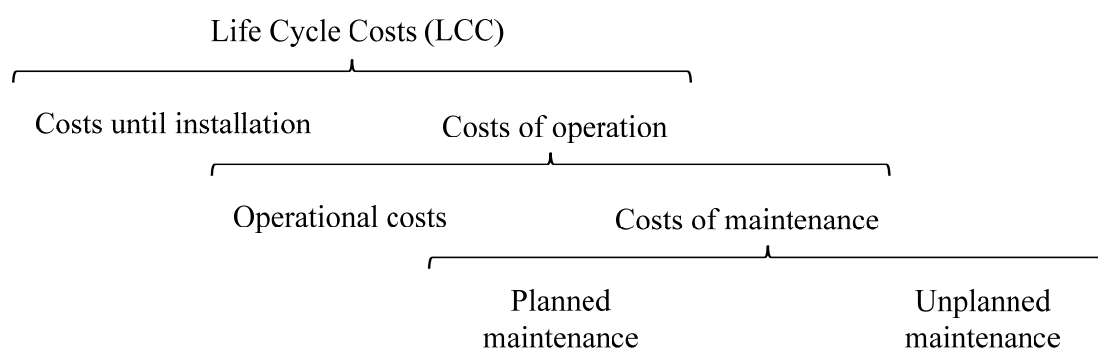 Life Cycle Costs (LCC)
Costs until installation
Costs of operation
Operational costs
Costs of maintenance
Planned
maintenance
Unplanned
maintenance